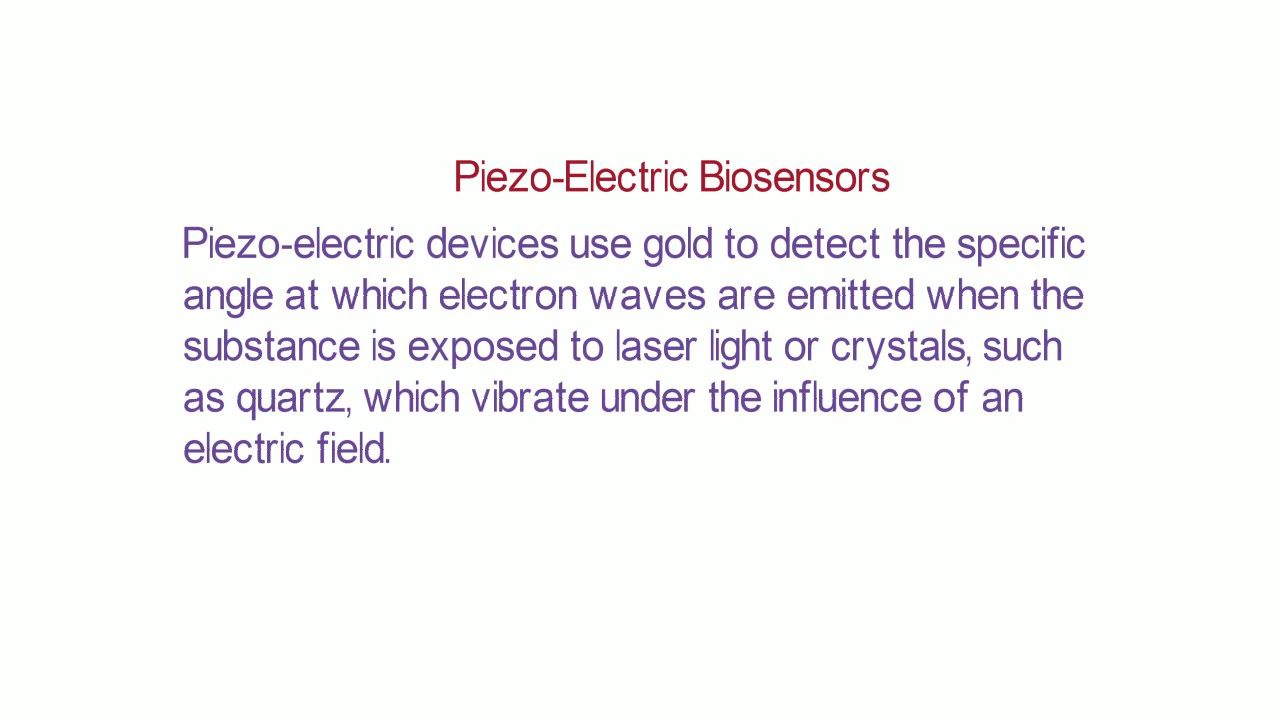 Piezo-Electric Biosensors
Piezo-electric devices use gold to detect the specific
angle at which electron waves are emitted when the
substance is exposed to laser light or crystals, such
as quartz, which vibrate under the influence of an
electric field.